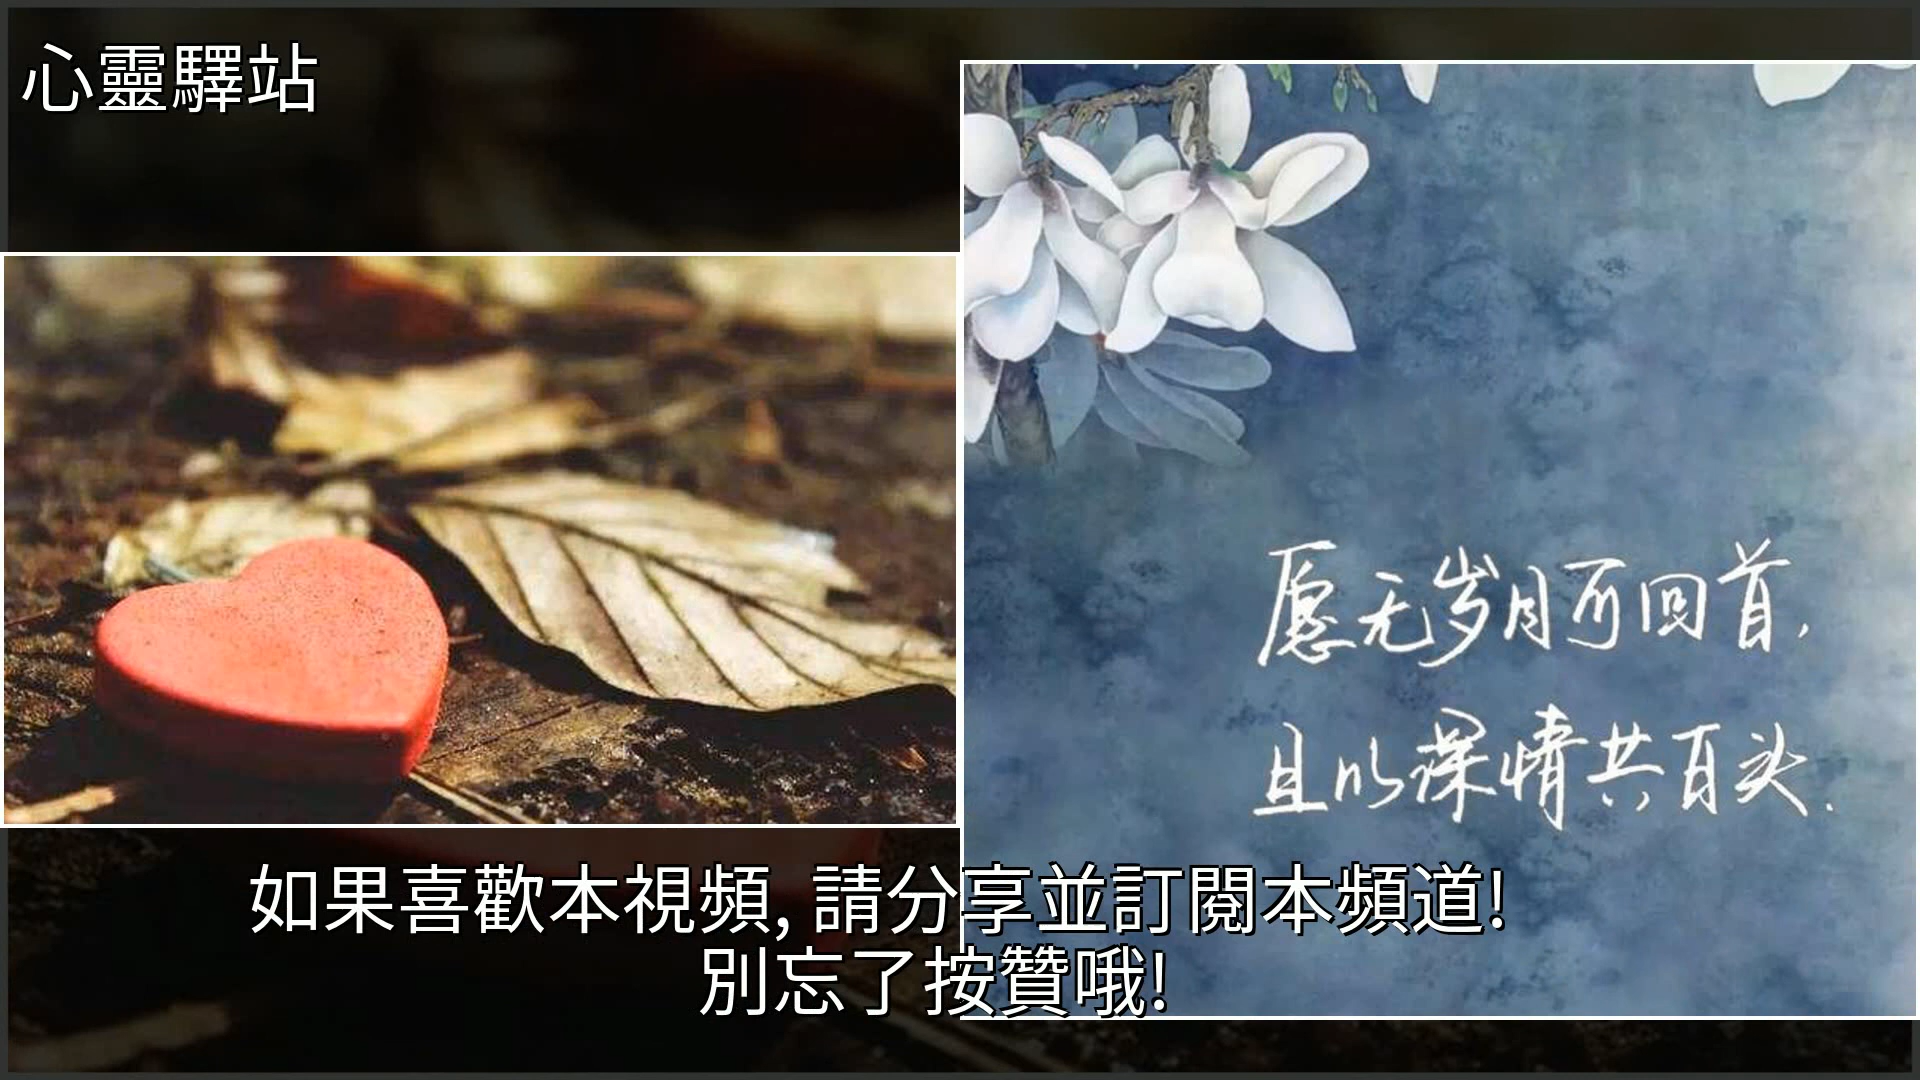 心靈驛站
愿无岁月可回首,
且以深情共百头.
如果喜歡本視頻, 請分享並訂閱本頻道!
別忘了按贊哦!